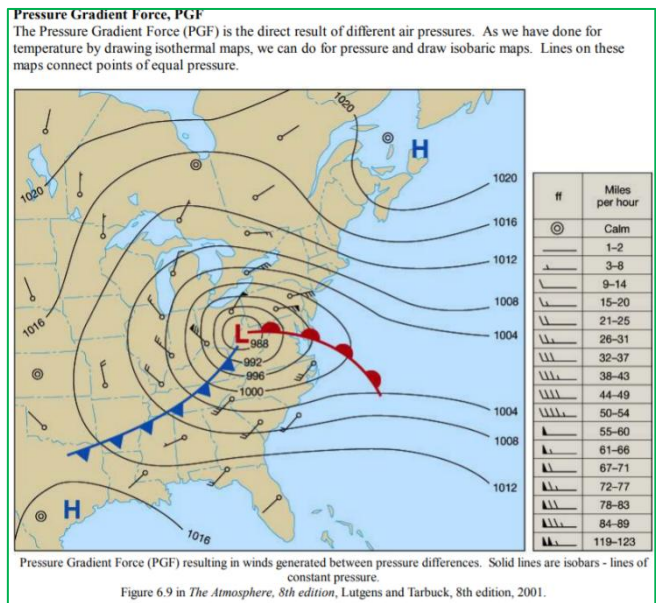 Pressure Gradient Force, PGF
The Pressure Gradient Force (PGF) is the direct result of different air pressures. As we have done for
temperature by drawing isothermal maps, we can do for pressure and draw isobaric maps. Lines on these
maps connect points of equal pressure.
1020
H
1020
1020
1016
1012
1008
1016
1004
L
988
992
996
1000
1004
1008
1012
H
1016
ff Miles per hour
Calm
1–2
3–8
9–14
15–20
21–25
26–31
32–37
38–43
44–49
50–54
55–60
61–66
67–71
72–77
78–83
84–89
119–123
Pressure Gradient Force (PGF) resulting in winds generated between pressure differences. Solid lines are isobars - lines of
constant pressure.
Figure 6.9 in The Atmosphere, 8th edition, Lutgens and Tarbuck, 8th edition, 2001.